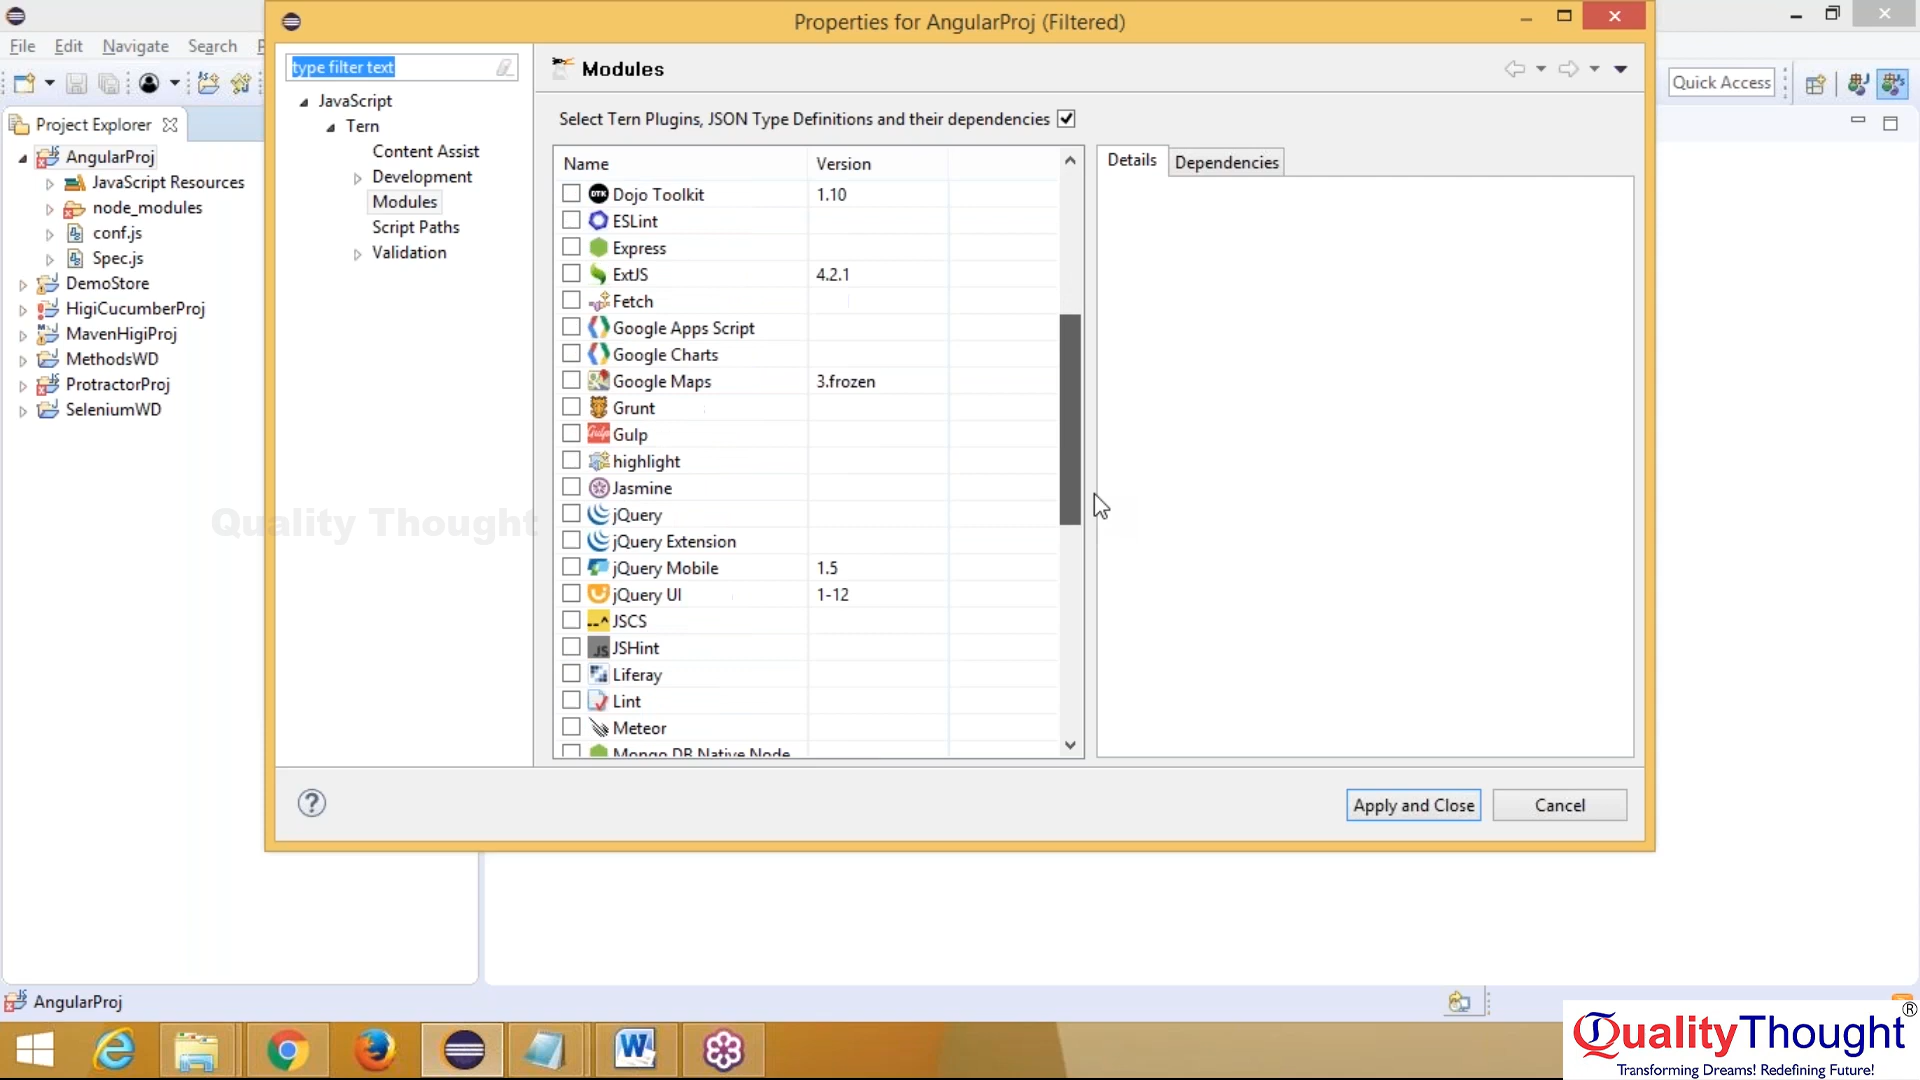 Properties for AngularProj (Filtered)
File Edit Navigate Search
Quick Access
type filter text
JavaScript
Tern
Content Assist
Development
Modules
Script Paths
Validation
Project Explorer
AngularProj
JavaScript Resources
node_modules
conf.js
Spec.js
DemoStore
HigiCucumberProj
MavenHigiProj
MethodsWD
ProtractorProj
SeleniumWD
Modules
Select Tern Plugins, JSON Type Definitions and their dependencies
Name Version
Dojo Toolkit 1.10
ESLint
Express
ExtJS 4.2.1
Fetch
Google Apps Script
Google Charts
Google Maps 3.frozen
Grunt
Gulp
highlight
Jasmine
jQuery
jQuery Extension
jQuery Mobile 1.5
jQuery UI 1-12
JSCS
JSHint
Liferay
Lint
Meteor
Mongo DB Native Node
Details Dependencies
Quality Thought
Apply and Close Cancel
AngularProj
QualityThought®
Transforming Dreams! Redefining Future!